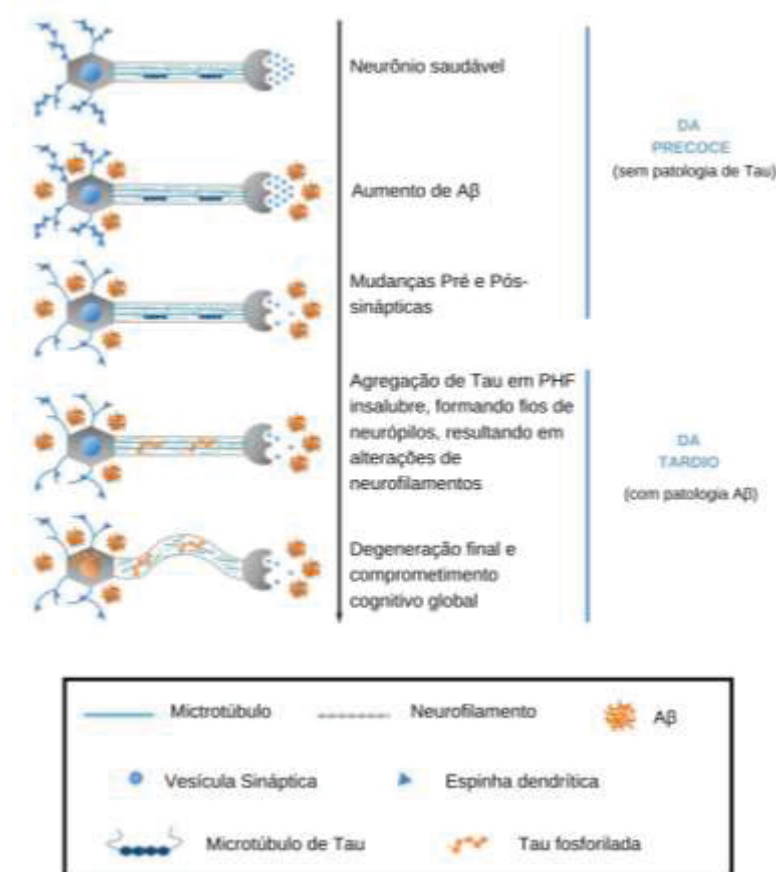 Neurônio saudável
DA
PRECOCE
(sem patologia de Tau)
Aumento de Aβ
Mudanças Pré e Pós-
sinápticas
Agregação de Tau em PHF
insalubre, formando fios de
neurópilos, resultando em
alterações de
neurofilamentos
DA
TARDIO
(com patologia Aβ)
Degeneração final e
comprometimento
cognitivo global
Mictrotúbulo
Neurofilamento
Aβ
Vesícula Sináptica
Espinha dendrítica
Microtúbulo de Tau
Tau fosforilada